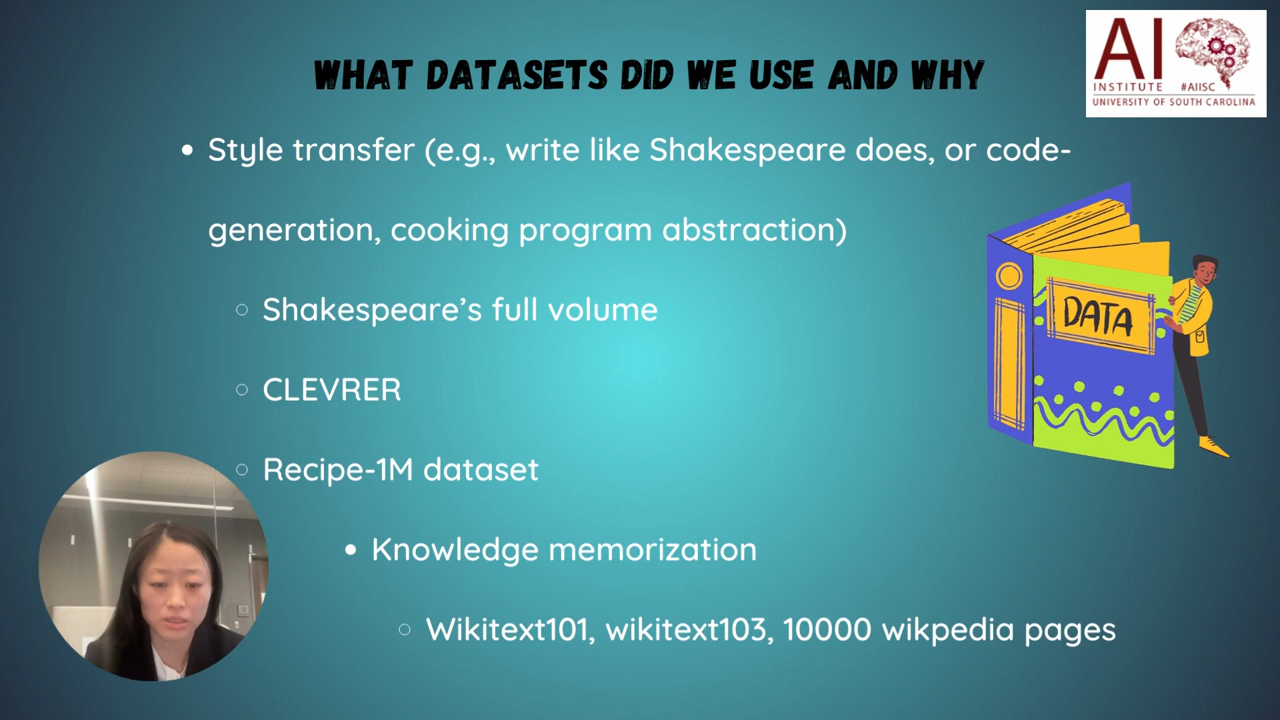 WHAT DATASETS DID WE USE AND WHY
AI
INSTITUTE #AIISC
UNIVERSITY OF SOUTH CAROLINA
• Style transfer (e.g., write like Shakespeare does, or code-
generation, cooking program abstraction)
○ Shakespeare’s full volume
○ CLEVRER
○ Recipe-1M dataset
• Knowledge memorization
○ Wikitext101, wikitext103, 10000 wikpedia pages
DATA